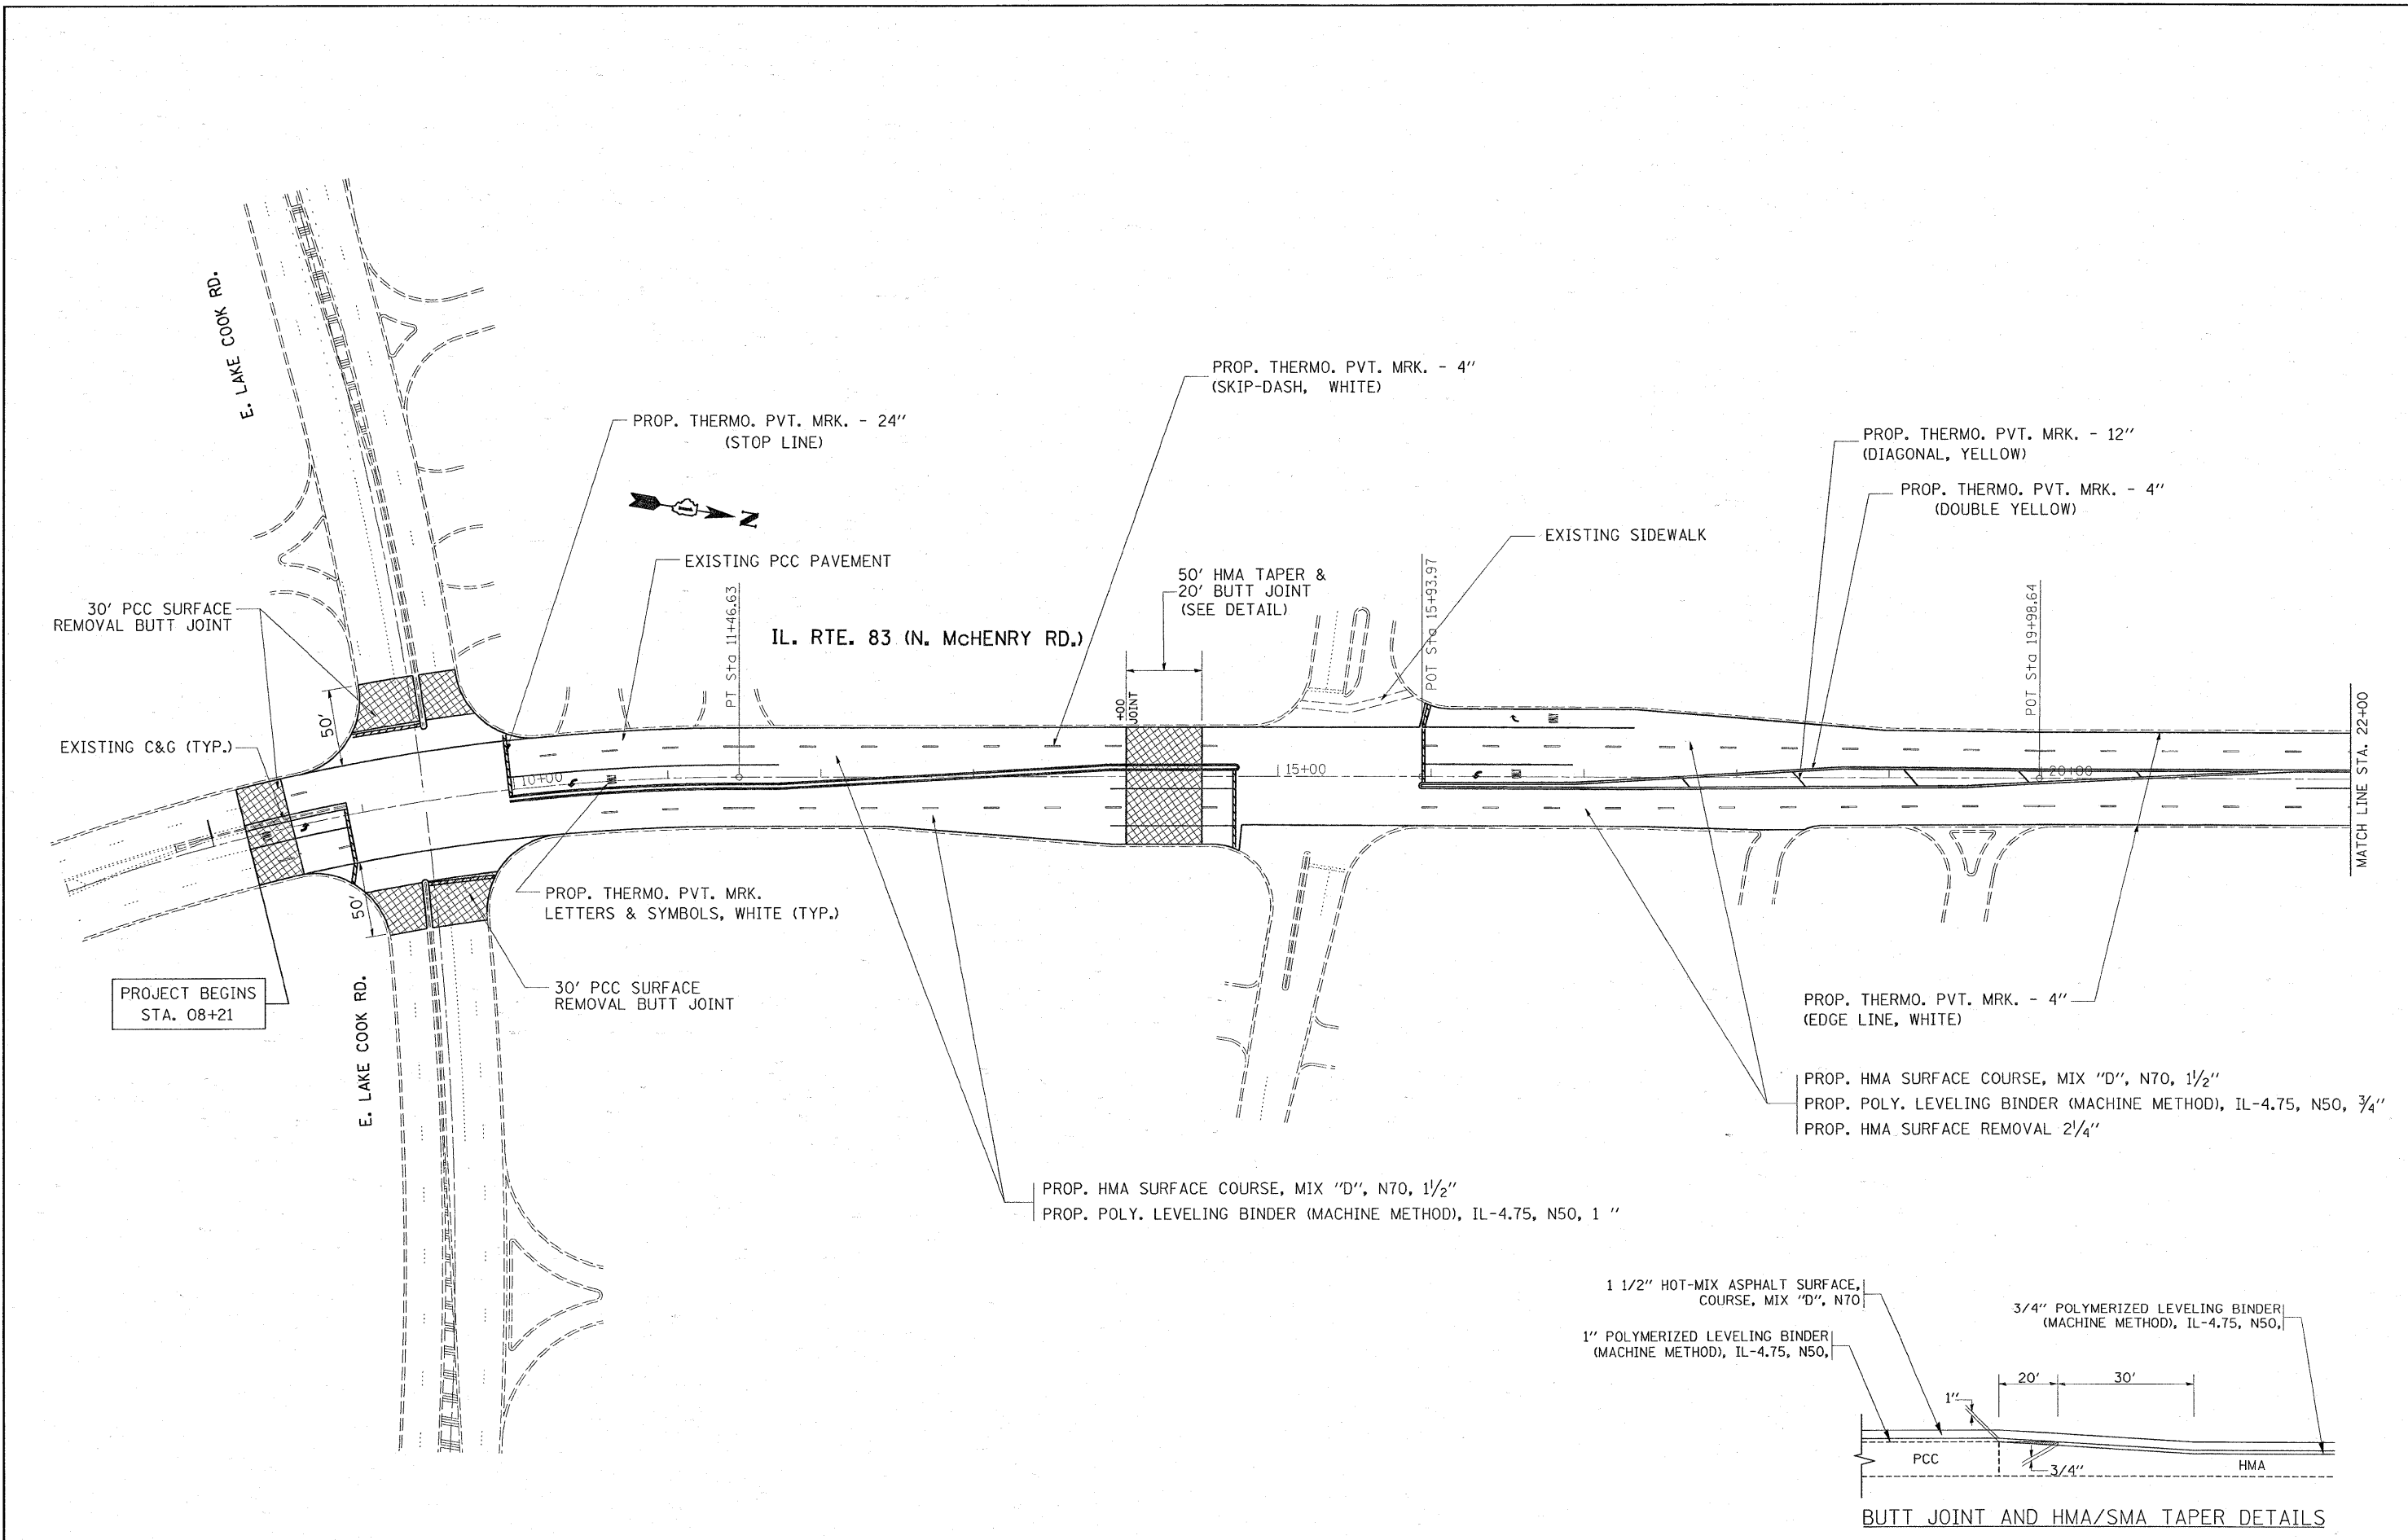 E. LAKE COOK RD.
PROP. THERMO. PVT. MRK. - 4"
(SKIP-DASH, WHITE)
PROP. THERMO. PVT. MRK. - 24"
(STOP LINE)
PROP. THERMO. PVT. MRK. - 12"
(DIAGONAL, YELLOW)
PROP. THERMO. PVT. MRK. - 4"
(DOUBLE YELLOW)
N
EXISTING SIDEWALK
EXISTING PCC PAVEMENT
50' HMA TAPER &
20' BUTT JOINT
(SEE DETAIL)
30' PCC SURFACE
REMOVAL BUTT JOINT
PT Sta 11+46.63
IL. RTE. 83 (N. McHENRY RD.)
POT Sta 15+93.97
POT Sta 19+98.64
+00
JOINT
50'
EXISTING C&G (TYP.)
10+00
15+00
20+00
MATCH LINE STA. 22+00
50'
PROP. THERMO. PVT. MRK.
LETTERS & SYMBOLS, WHITE (TYP.)
30' PCC SURFACE
REMOVAL BUTT JOINT
PROJECT BEGINS
STA. 08+21
E. LAKE COOK RD.
PROP. THERMO. PVT. MRK. - 4"
(EDGE LINE, WHITE)
PROP. HMA SURFACE COURSE, MIX "D", N70, 1½"
PROP. POLY. LEVELING BINDER (MACHINE METHOD), IL-4.75, N50, ¾"
PROP. HMA SURFACE REMOVAL 2¼"
PROP. HMA SURFACE COURSE, MIX "D", N70, 1½"
PROP. POLY. LEVELING BINDER (MACHINE METHOD), IL-4.75, N50, 1 "
1 1/2" HOT-MIX ASPHALT SURFACE,
COURSE, MIX "D", N70
3/4" POLYMERIZED LEVELING BINDER
(MACHINE METHOD), IL-4.75, N50,
1" POLYMERIZED LEVELING BINDER
(MACHINE METHOD), IL-4.75, N50,
20'
30'
1"
PCC
3/4"
HMA
BUTT JOINT AND HMA/SMA TAPER DETAILS